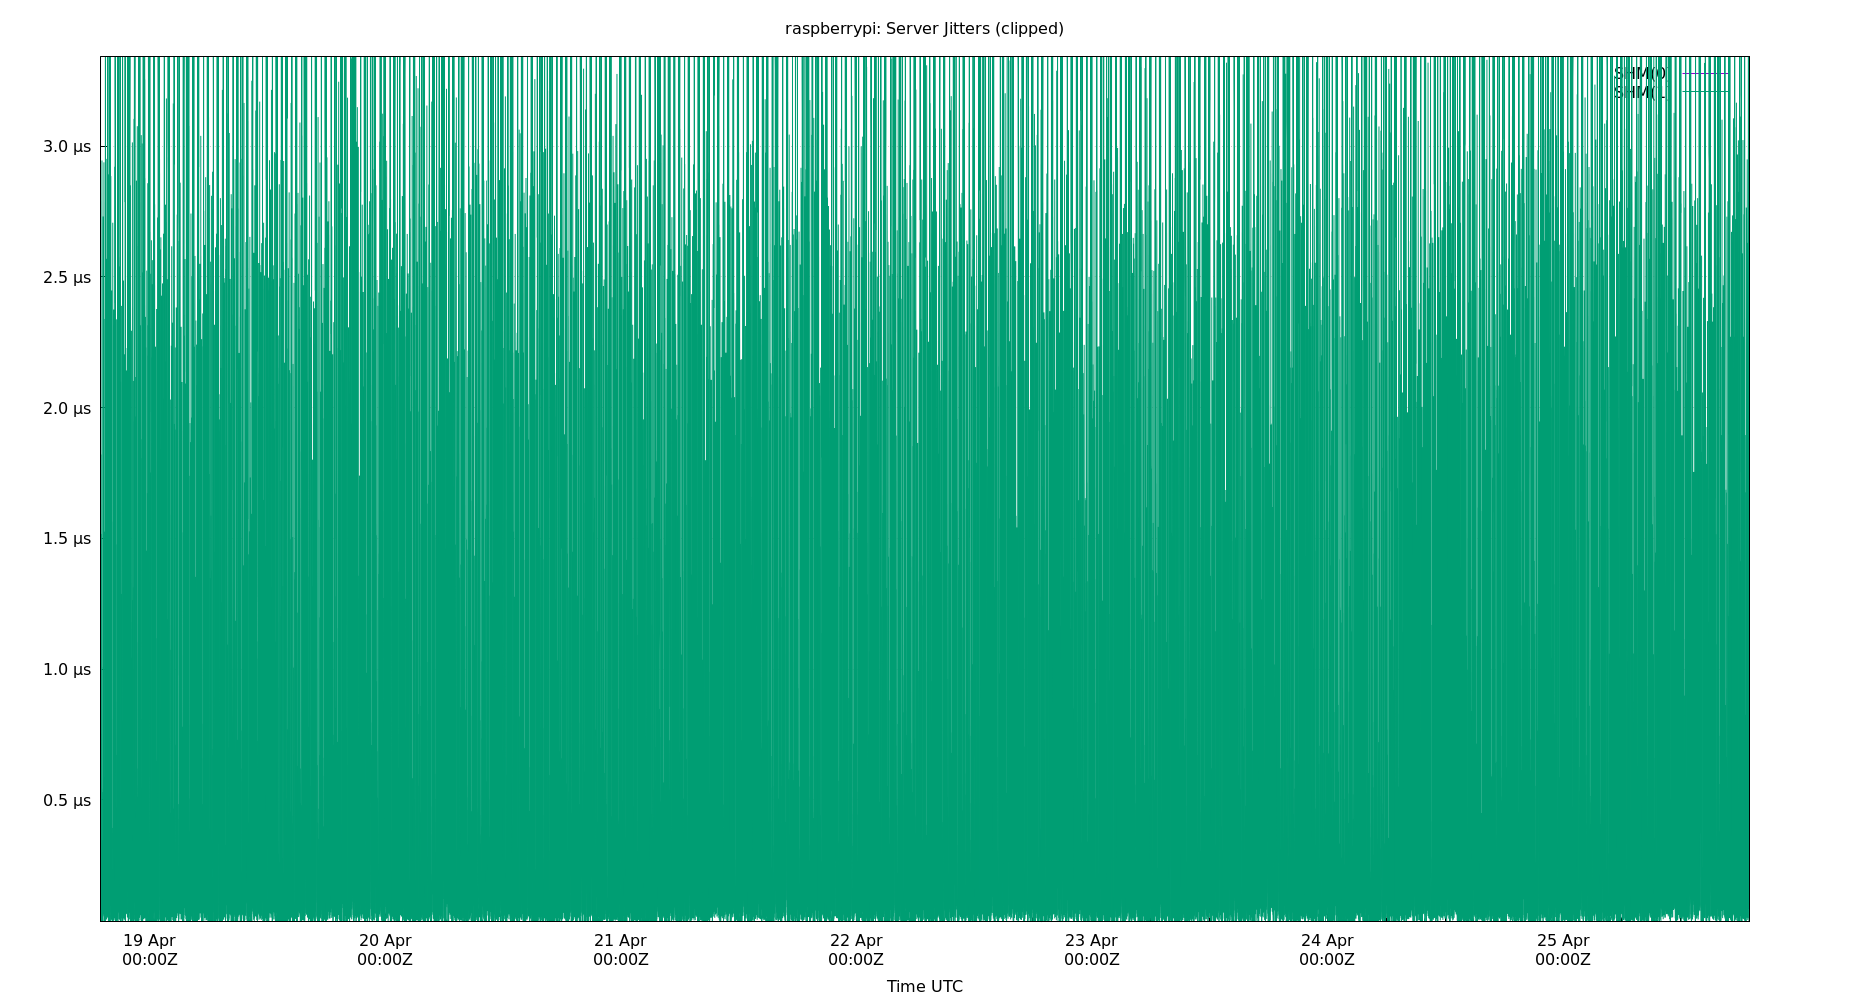 raspberrypi: Server Jitters (clipped)
3.0 µs
2.5 µs
2.0 µs
1.5 µs
1.0 µs
0.5 µs
19 Apr
00:00Z
20 Apr
00:00Z
21 Apr
00:00Z
22 Apr
00:00Z
23 Apr
00:00Z
24 Apr
00:00Z
25 Apr
00:00Z
Time UTC